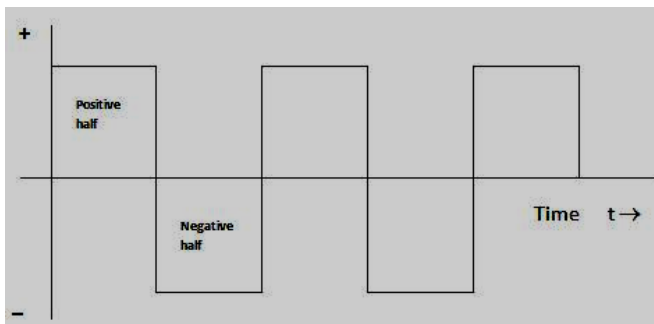 +
Positive
half
Negative
half
Time t→
–